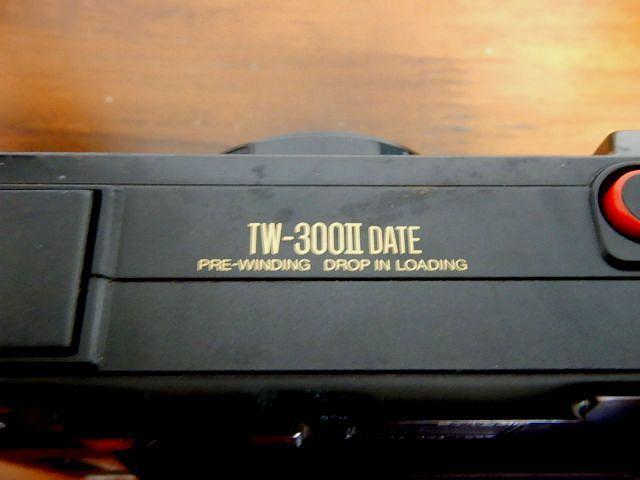 TW-300II DATE
PRE-WINDING DROP IN LOADING